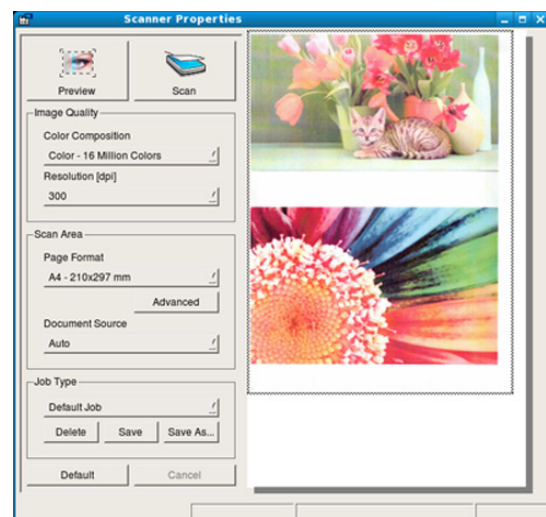 Scanner Properties
Preview Scan
Image Quality
Color Composition
Color - 16 Million Colors
Resolution [dpi]
300
Scan Area
Page Format
A4 - 210x297 mm
Advanced
Document Source
Auto
Job Type
Default Job
Delete Save Save As...
Default Cancel